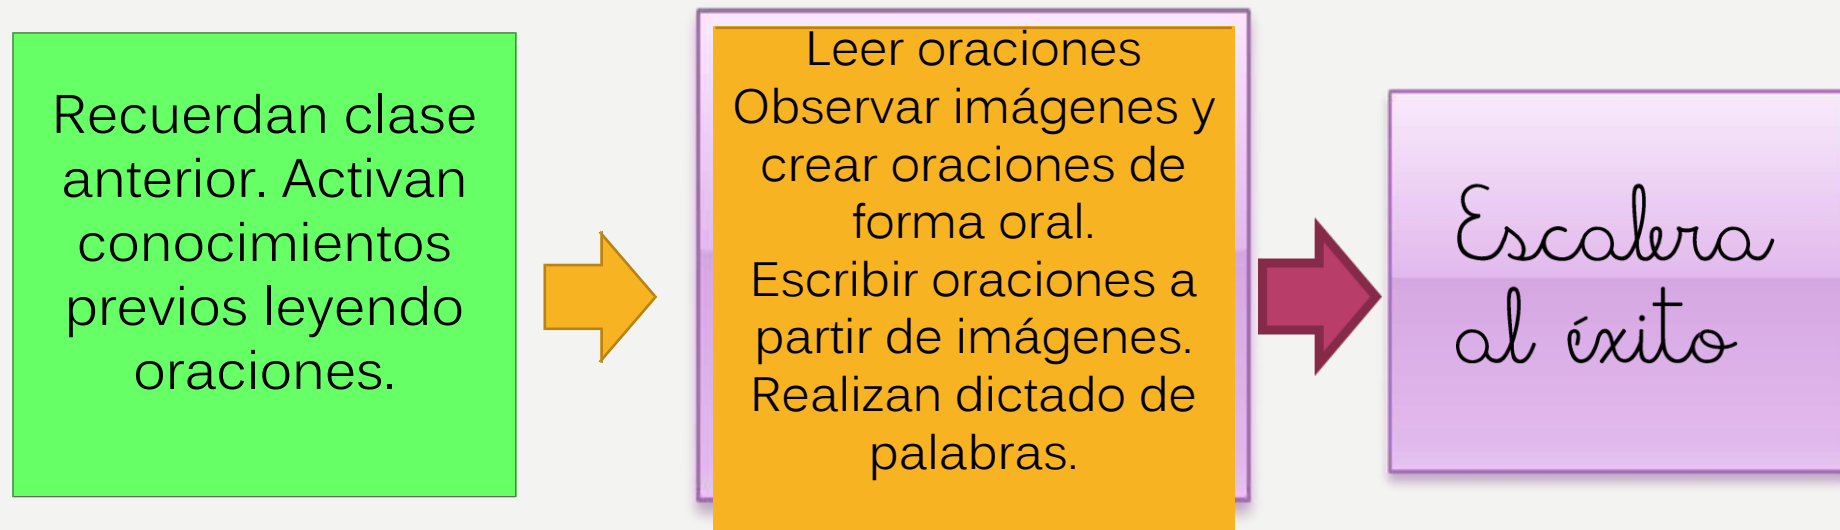 Recuerdan clase
anterior. Activan
conocimientos
previos leyendo
oraciones.
Leer oraciones
Observar imágenes y
crear oraciones de
forma oral.
Escribir oraciones a
partir de imágenes.
Realizan dictado de
palabras.
Escalera
al éxito